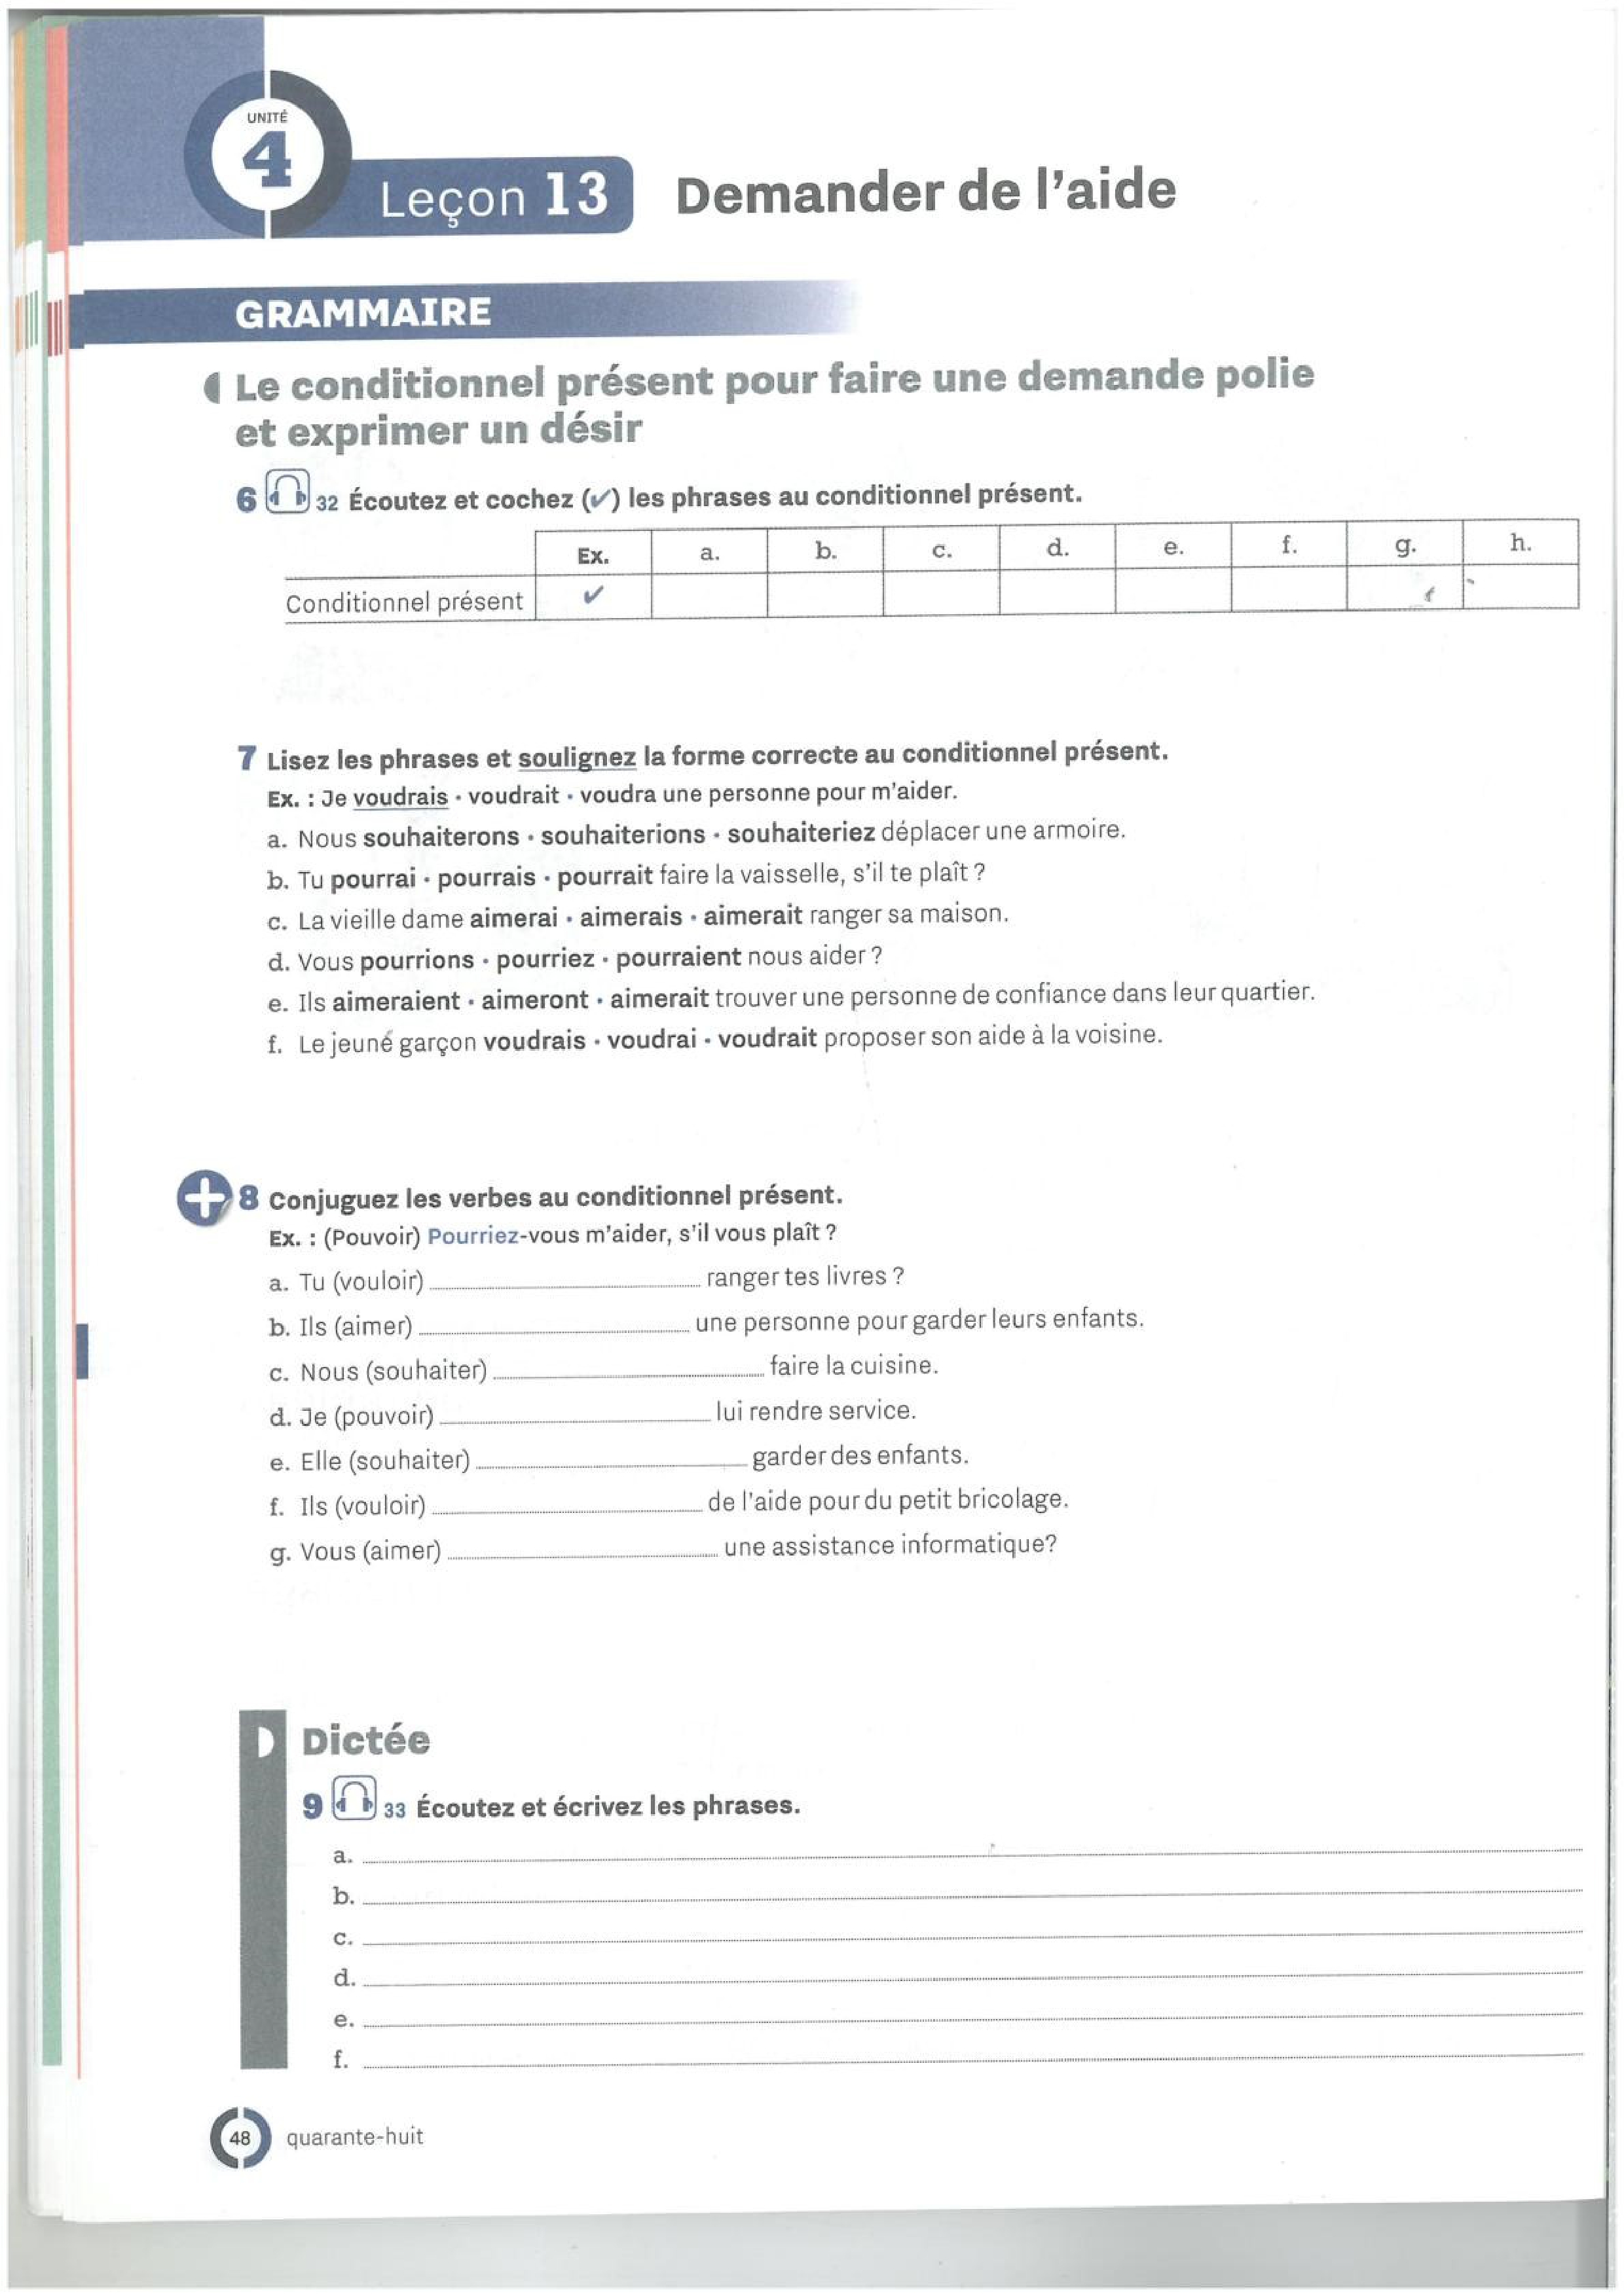 UNITÉ
4
Leçon 13 Demander de l'aide
GRAMMAIRE
Le conditionnel présent pour faire une demande polie
et exprimer un désir
6 32 Écoutez et cochez (✔) les phrases au conditionnel présent.
Ex. a. b. c. d. e. f. g. h.
Conditionnel présent ✔
7 Lisez les phrases et soulignez la forme correcte au conditionnel présent.
Ex. : Je voudrais • voudrait • voudra une personne pour m'aider.
a. Nous souhaiterons • souhaiterions • souhaiteriez déplacer une armoire.
b. Tu pourrai • pourrais • pourrait faire la vaisselle, s'il te plaît ?
c. La vieille dame aimerai • aimerais • aimerait ranger sa maison.
d. Vous pourrions • pourriez • pourraient nous aider ?
e. Ils aimeraient • aimeront • aimerait trouver une personne de confiance dans leur quartier.
f. Le jeune garçon voudrais • voudrai • voudrait proposer son aide à la voisine.
+ 8 Conjuguez les verbes au conditionnel présent.
Ex. : (Pouvoir) Pourriez-vous m'aider, s'il vous plaît ?
a. Tu (vouloir) ranger tes livres ?
b. Ils (aimer) une personne pour garder leurs enfants.
c. Nous (souhaiter) faire la cuisine.
d. Je (pouvoir) lui rendre service.
e. Elle (souhaiter) garder des enfants.
f. Ils (vouloir) de l'aide pour du petit bricolage.
g. Vous (aimer) une assistance informatique?
Dictée
9 33 Écoutez et écrivez les phrases.
a.
b.
c.
d.
e.
f.
48 quarante-huit